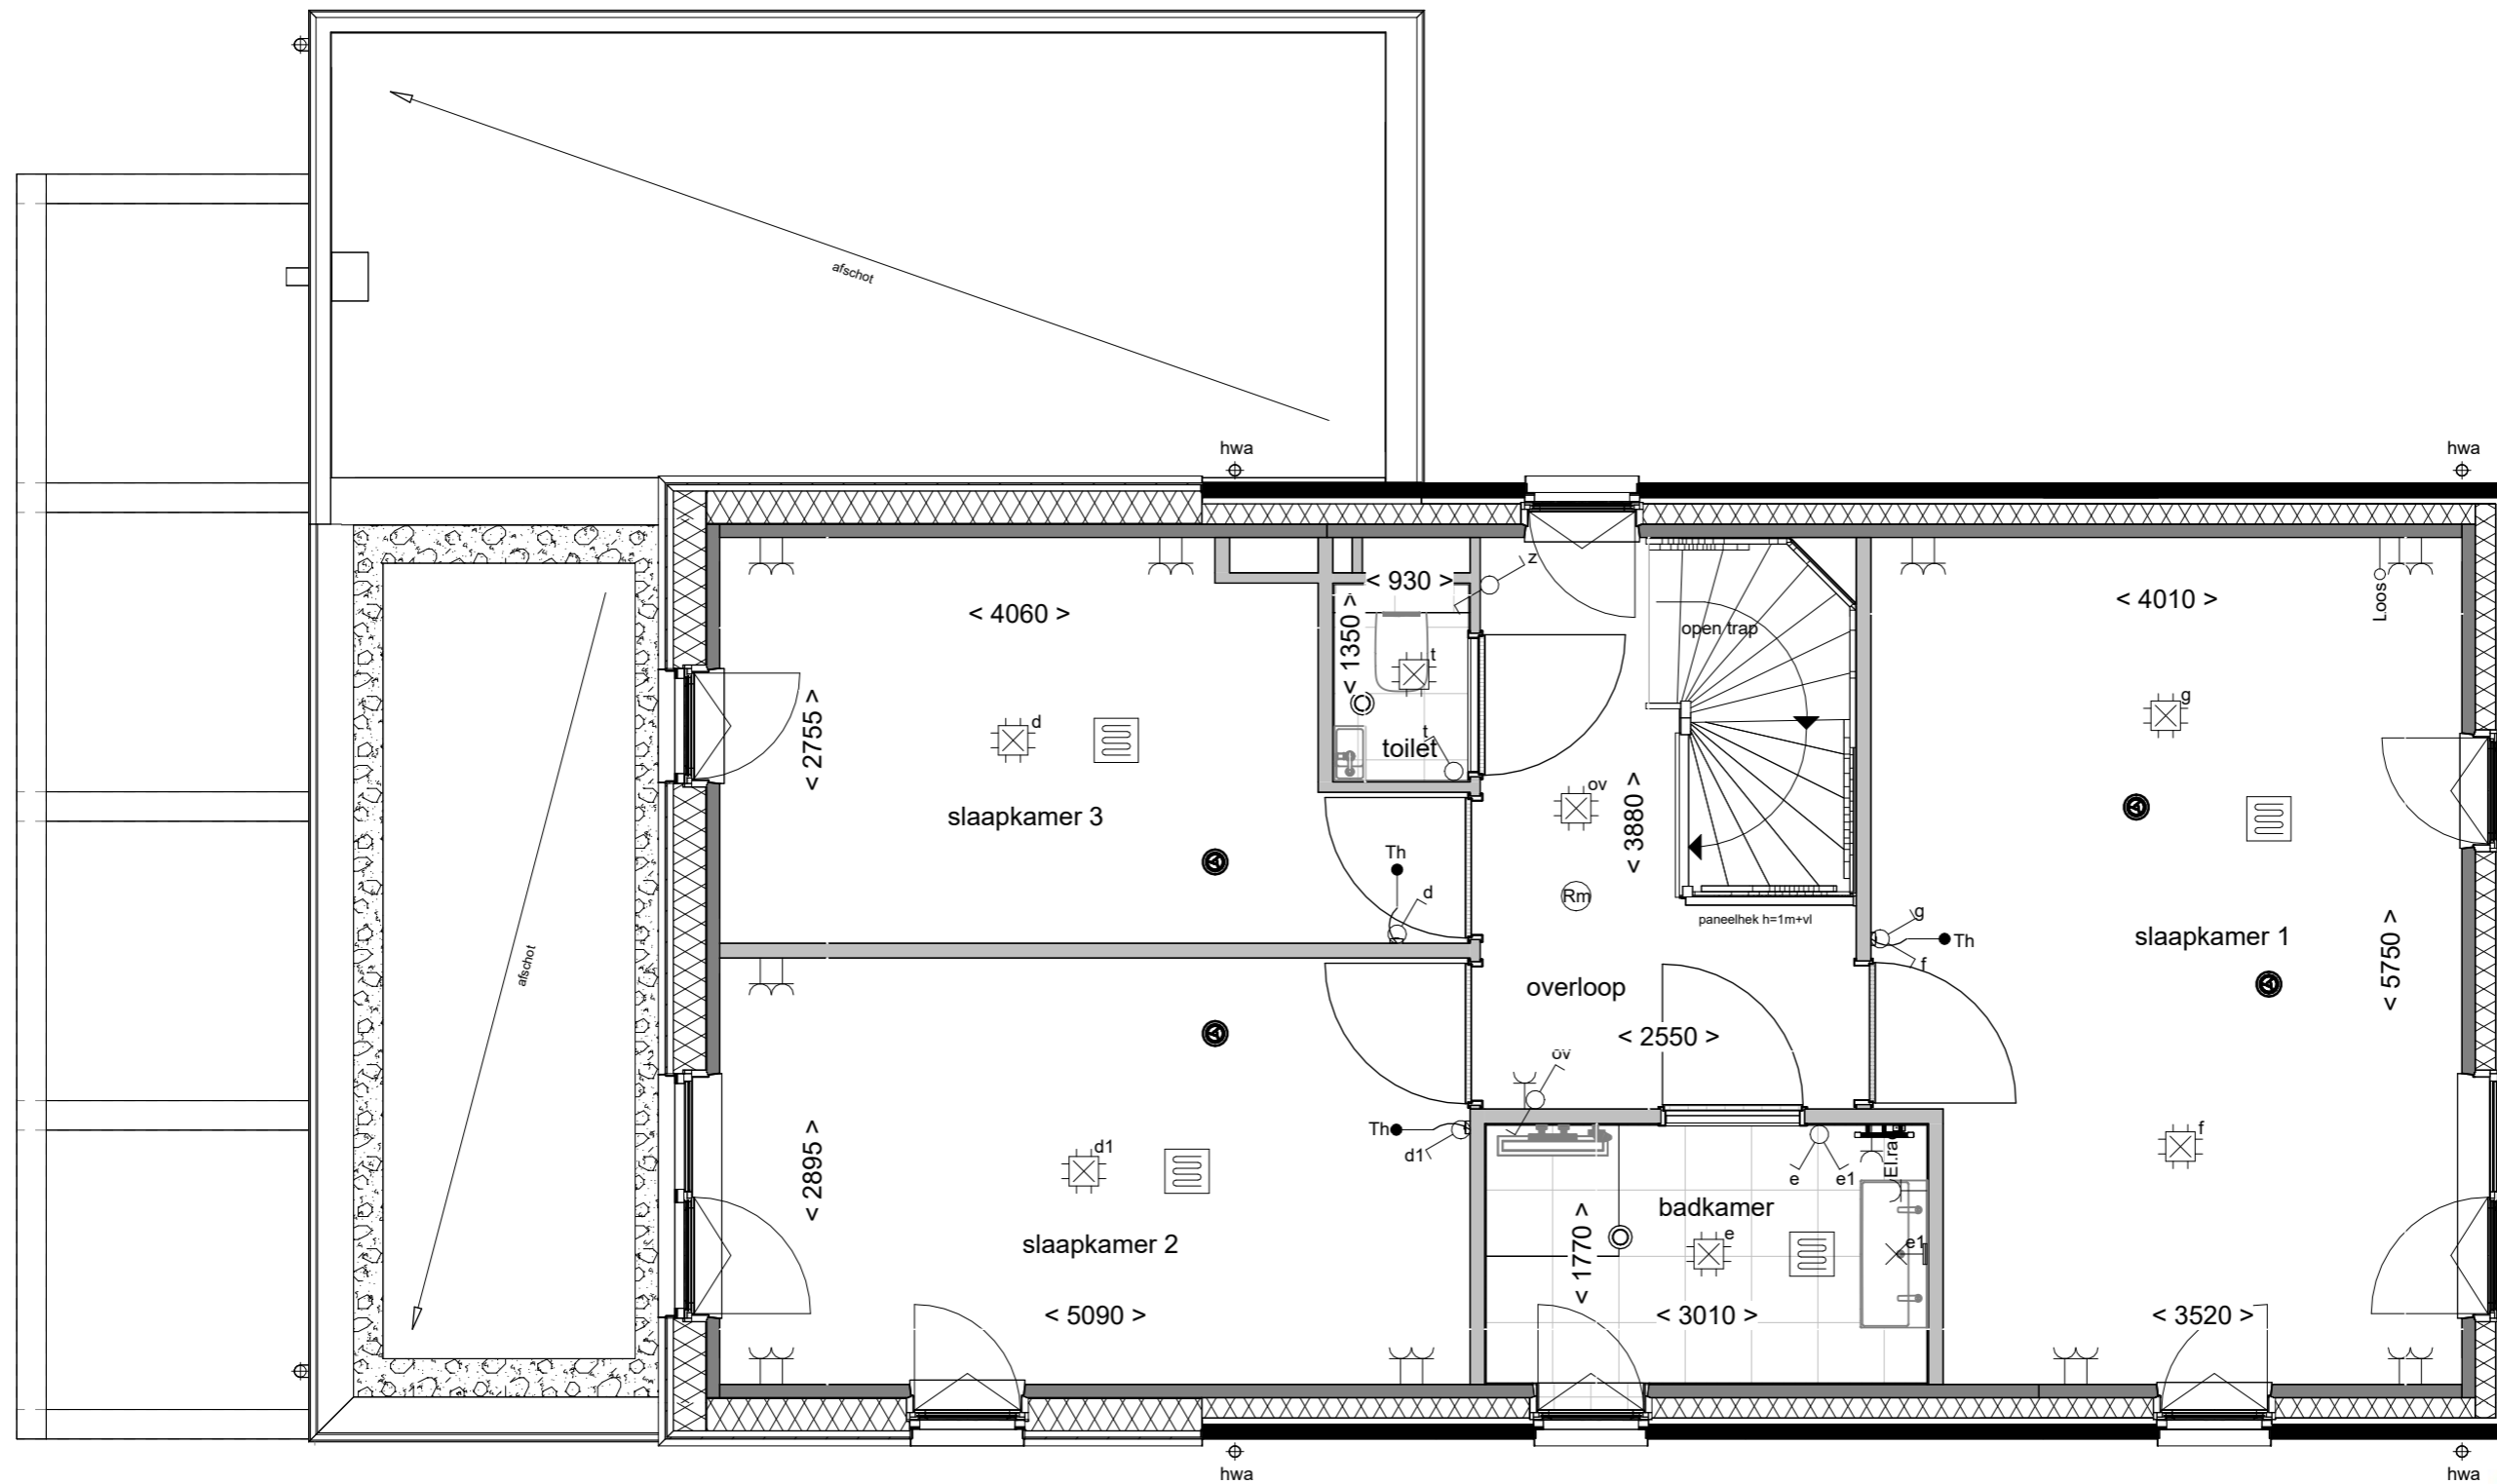 afschot
hwa
hwa
z
< 930 >
< 4060 >
< 1350 >
open trap
< 4010 >
Loos
t
g
d
< 2755 >
t
toilet
ov
slaapkamer 3
< 3880 >
Th
d
Rm
paneelhek h=1m+vl
g
Th
slaapkamer 1
f
< 5750 >
afschot
overloop
< 2550 >
ov
Th
d1
d1
< 2895 >
f
El.ra
e
e1
badkamer
slaapkamer 2
< 1770 >
e
e1
< 5090 >
< 3010 >
< 3520 >
hwa
hwa